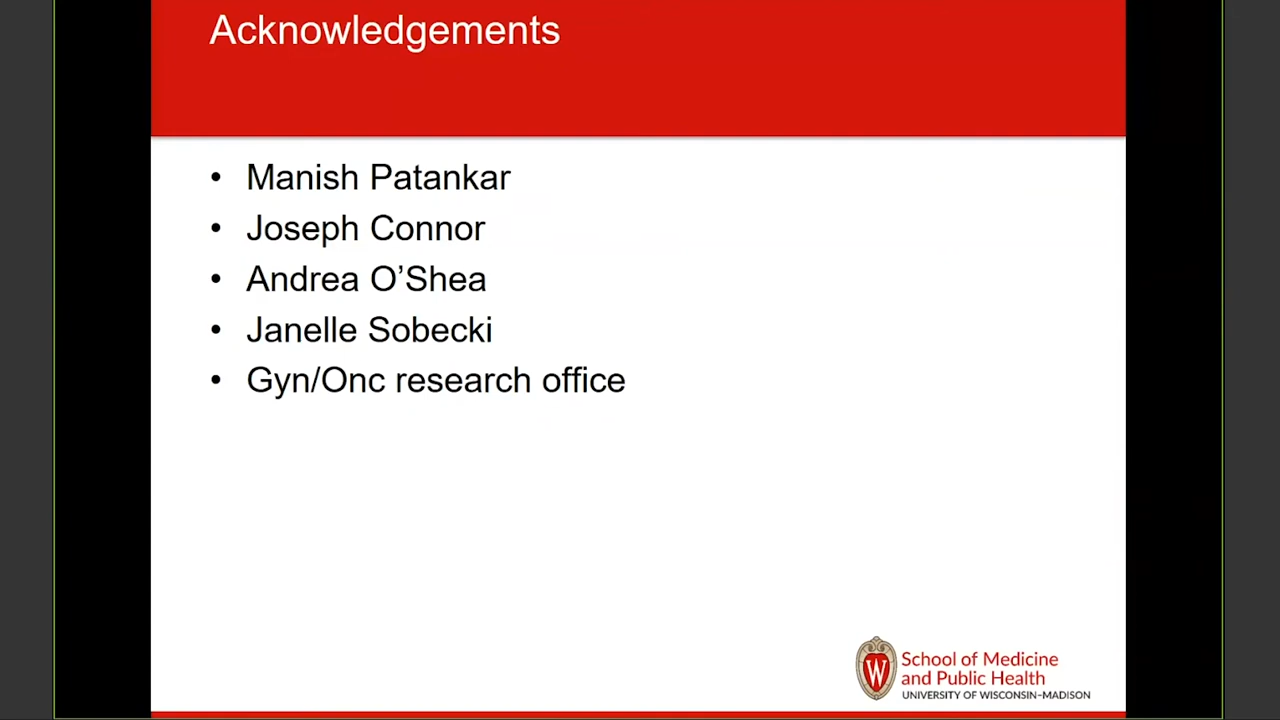 Acknowledgements
• Manish Patankar
• Joseph Connor
• Andrea O’Shea
• Janelle Sobecki
• Gyn/Onc research office
W
School of Medicine
and Public Health
UNIVERSITY OF WISCONSIN–MADISON